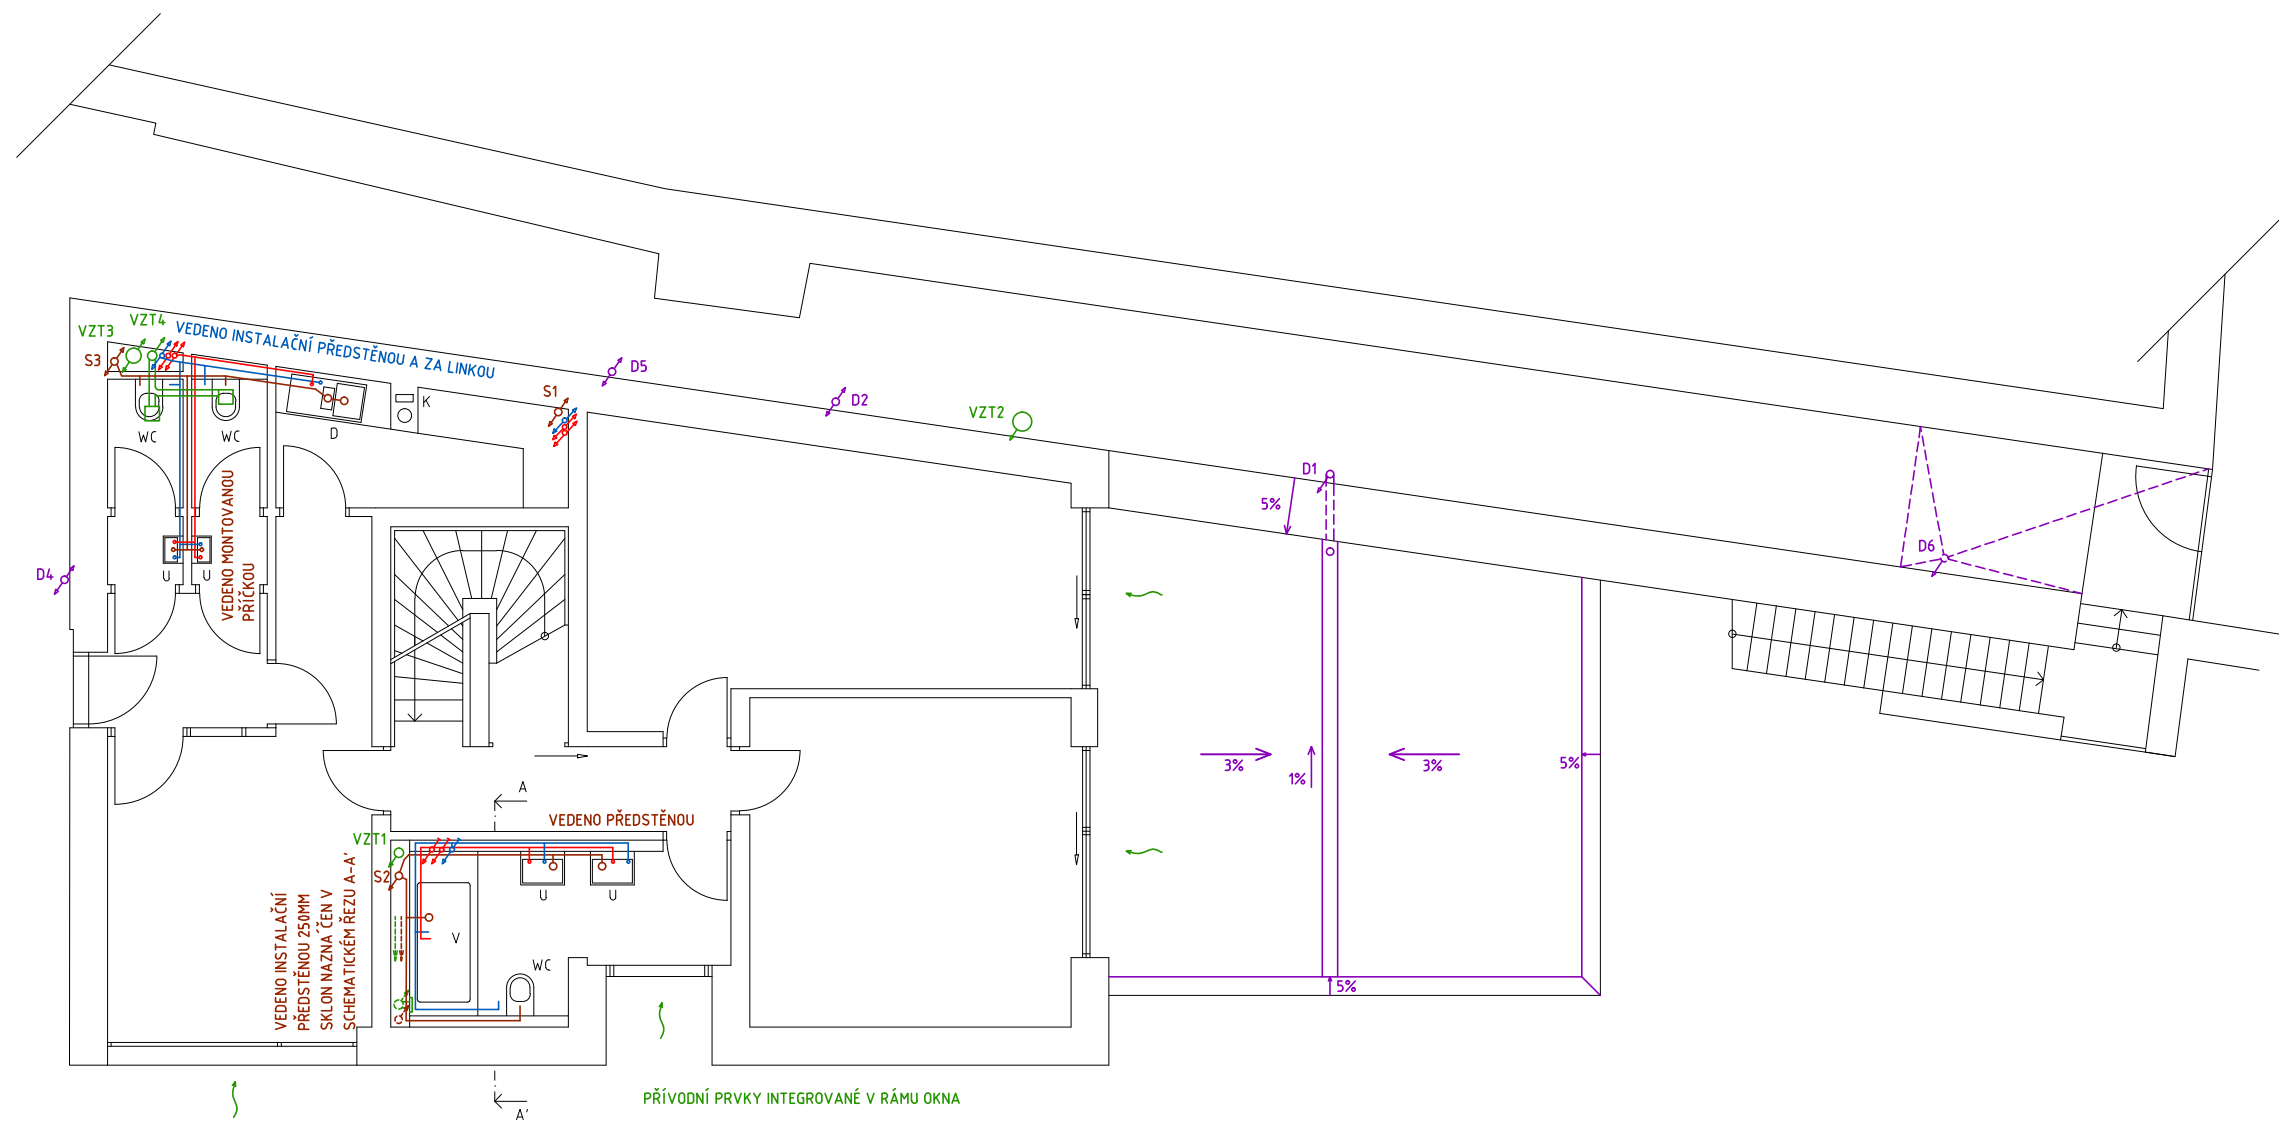 VZT3
VZT4
VEDENO INSTALAČNÍ PŘEDSTĚNOU A ZA LINKOU
S3
WC
WC
D
K
S1
D5
D2
VZT2
D1
5%
D6
D4
U
U
VEDENO MONTOVANOU
PŘÍČKOU
3%
1%
3%
5%
A
VEDENO PŘEDSTĚNOU
VZT1
S2
U
U
V
WC
VEDENO INSTALAČNÍ
PŘEDSTĚNOU 250MM
SKLON NAZNAČEN V
SCHEMATICKÉM ŘEZU A-A'
5%
A'
PŘÍVODNÍ PRVKY INTEGROVANÉ V RÁMU OKNA